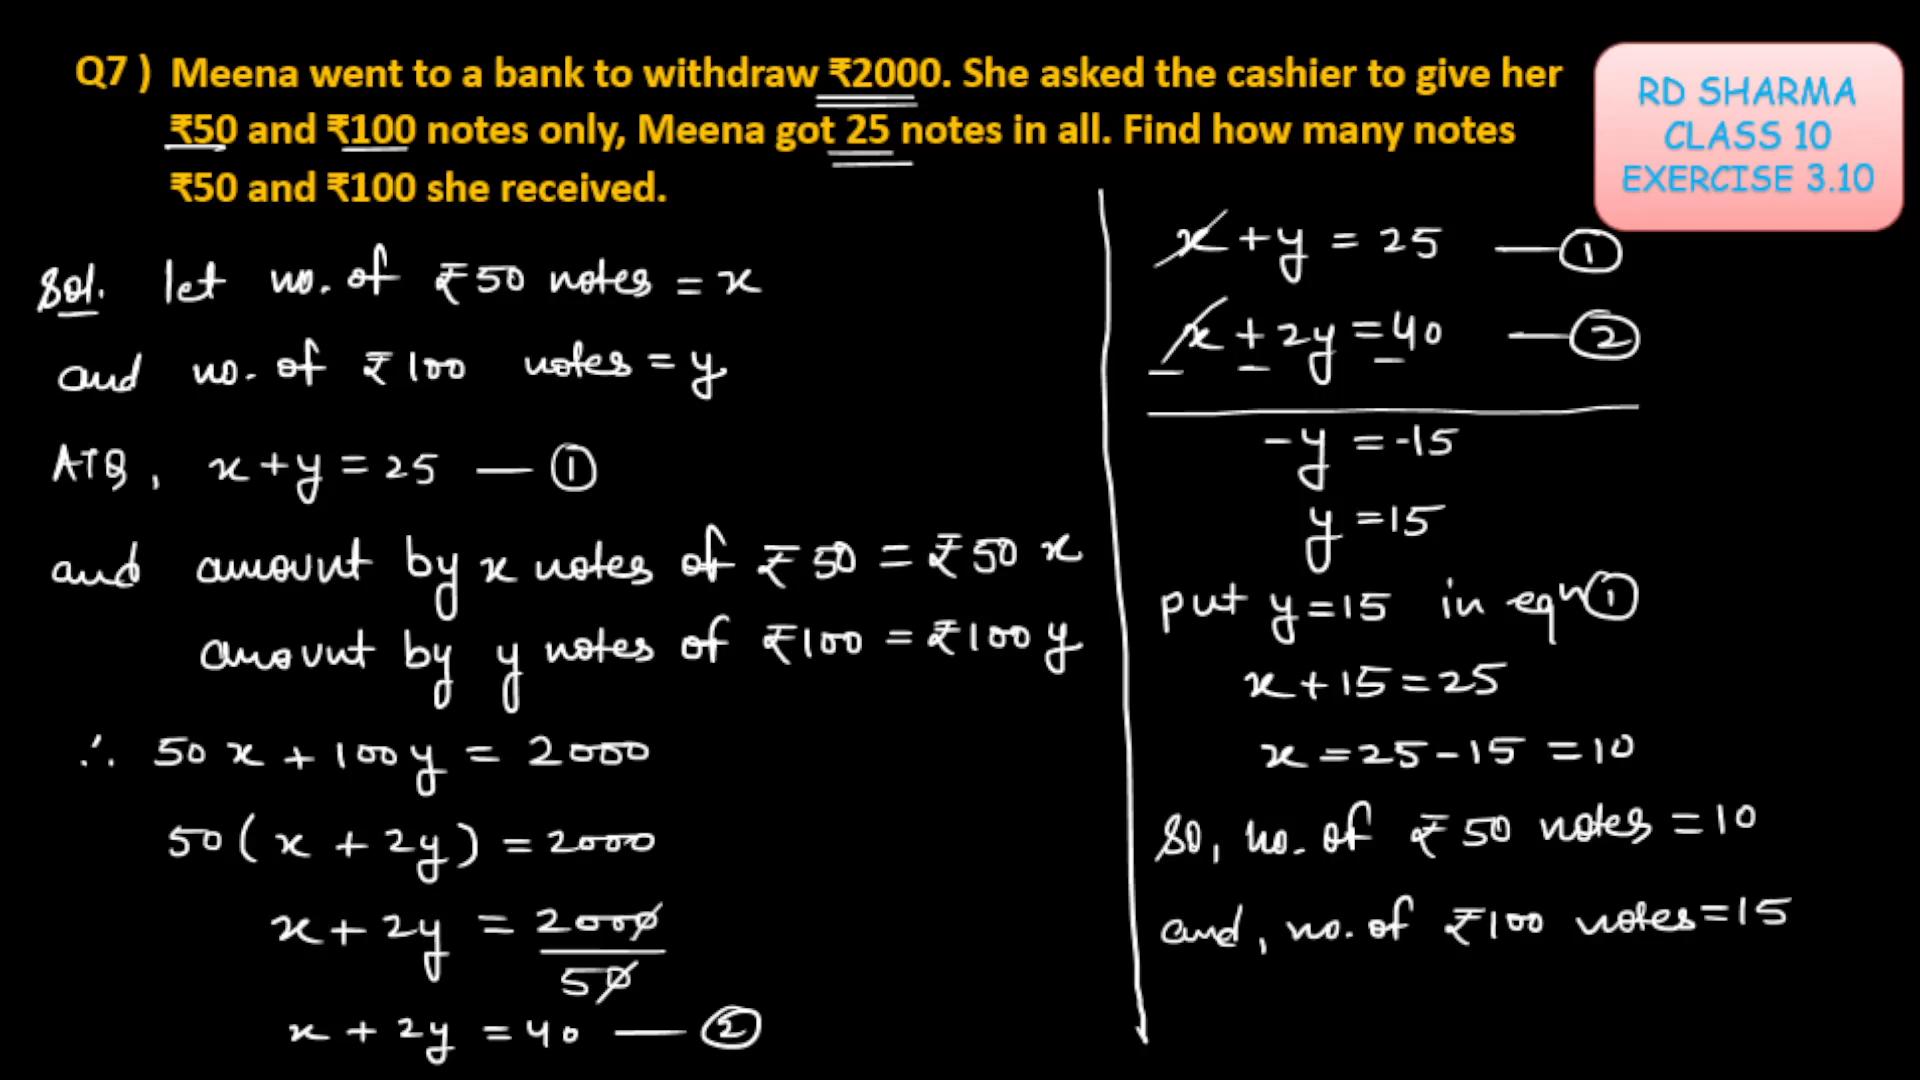 Q7 ) Meena went to a bank to withdraw ₹2000. She asked the cashier to give her
₹50 and ₹100 notes only, Meena got 25 notes in all. Find how many notes
₹50 and ₹100 she received.
RD SHARMA
CLASS 10
EXERCISE 3.10
Sol. let no. of ₹50 notes = x
and no. of ₹100 notes = y
ATQ, x+y = 25 — ①
and amount by x notes of ₹50 = ₹50 x
amount by y notes of ₹100 = ₹100 y
∴ 50 x + 100 y = 2000
50 ( x + 2y ) = 2000
x + 2y = 2000
50
x + 2y = 40 — ②
x + y = 25 — ①
x + 2y = 40 — ②
− − −
-y = -15
y = 15
put y = 15 in eqn ①
x + 15 = 25
x = 25 - 15 = 10
So, no. of ₹50 notes = 10
and, no. of ₹100 notes = 15